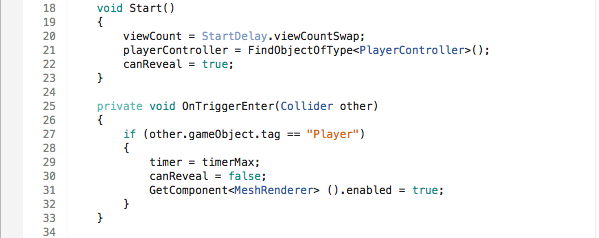 18 void Start()
19 {
20 viewCount = StartDelay.viewCountSwap;
21 playerController = FindObjectOfType<PlayerController>();
22 canReveal = true;
23 }
24
25 private void OnTriggerEnter(Collider other)
26 {
27 if (other.gameObject.tag == "Player")
28 {
29 timer = timerMax;
30 canReveal = false;
31 GetComponent<MeshRenderer> ().enabled = true;
32 }
33 }
34